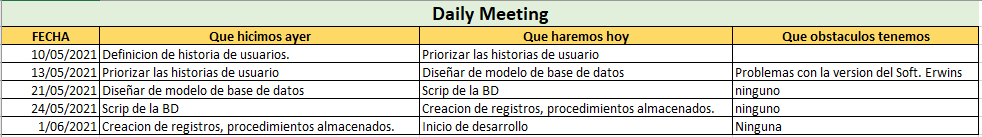 Daily Meeting
FECHA Que hicimos ayer Que haremos hoy Que obstaculos tenemos
10/05/2021 Definicion de historia de usuarios. Priorizar las historias de usuario
13/05/2021 Priorizar las historias de usuario Diseñar de modelo de base de datos Problemas con la version del Soft. Erwins
21/05/2021 Diseñar de modelo de base de datos Scrip de la BD ninguno
24/05/2021 Scrip de la BD Creacion de registros, procedimientos almacenados. ninguno
1/06/2021 Creacion de registros, procedimientos almacenados. Inicio de desarrollo Ninguna